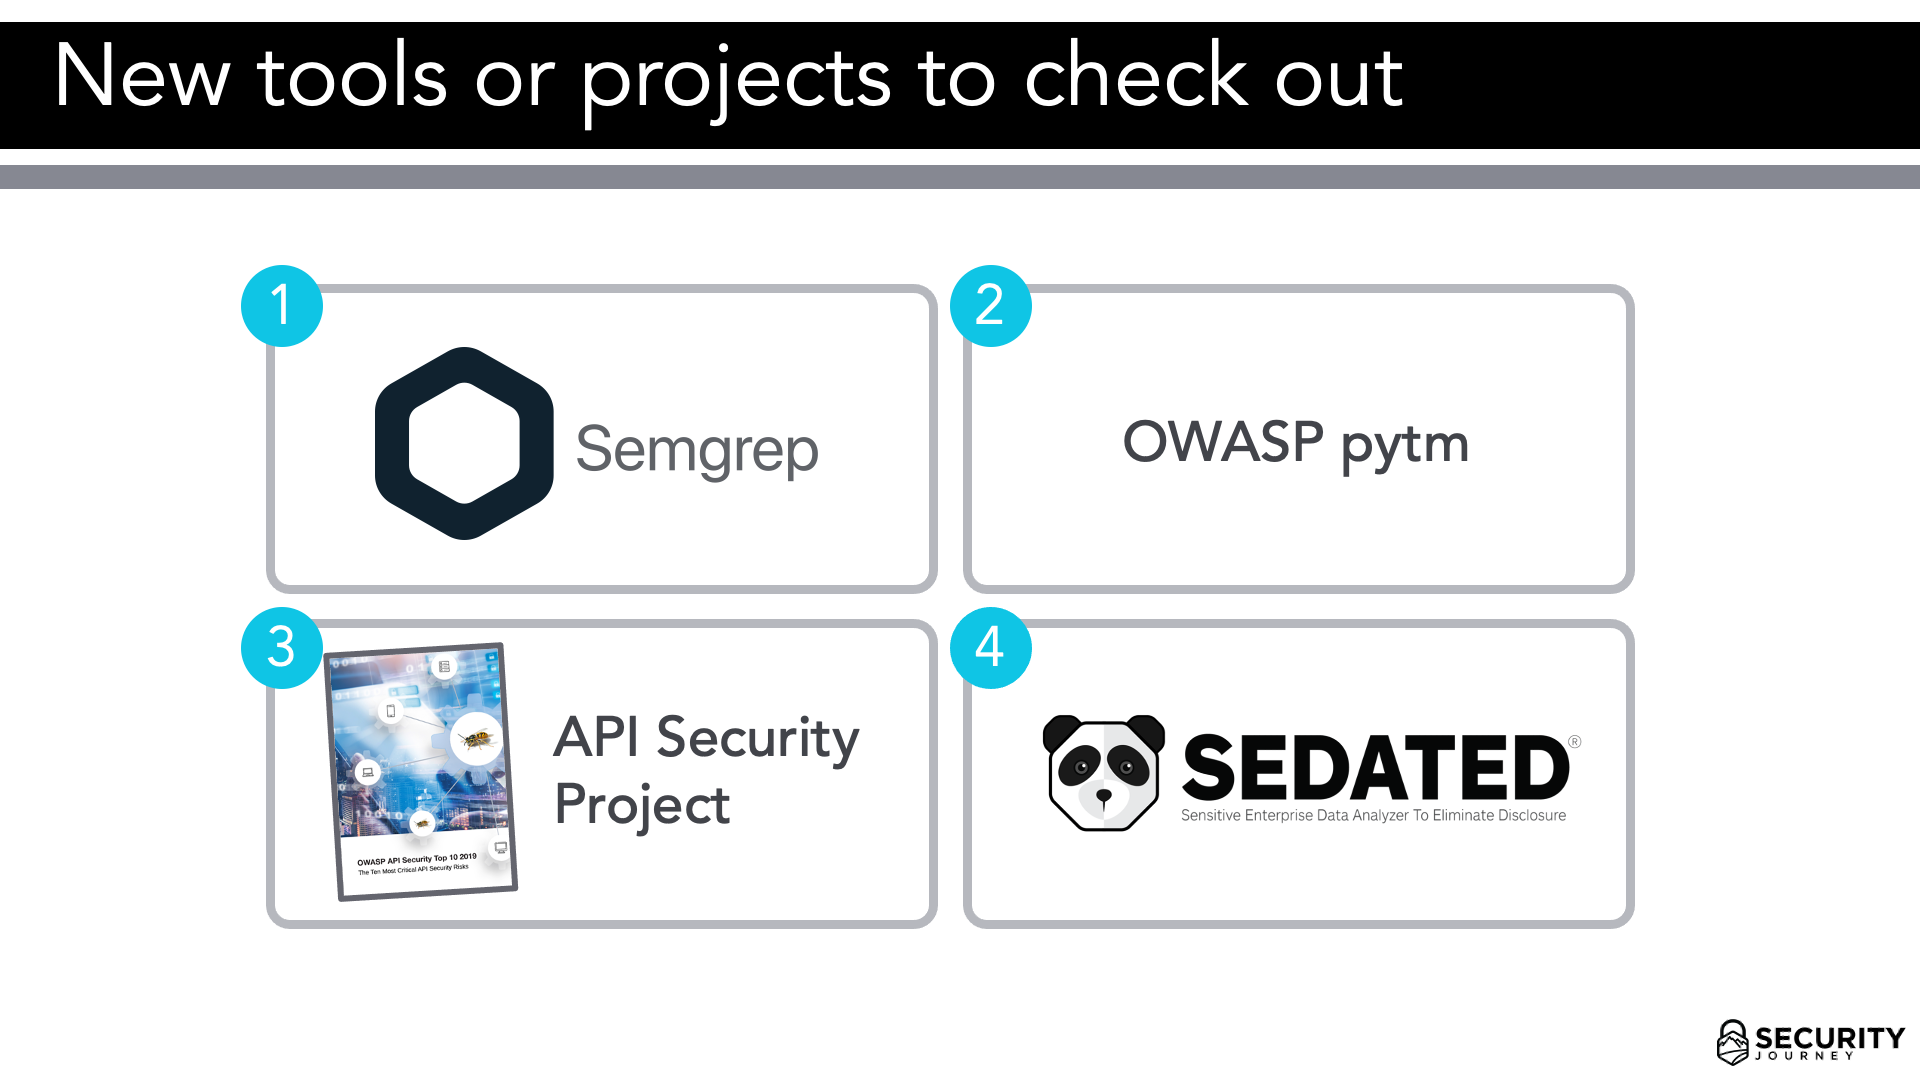 New tools or projects to check out
1
Semgrep
2
OWASP pytm
3
OWASP API Security Top 10 2019
The Ten Most Critical API Security Risks
API Security
Project
4
SEDATED®
Sensitive Enterprise Data Analyzer To Eliminate Disclosure
SECURITY
JOURNEY